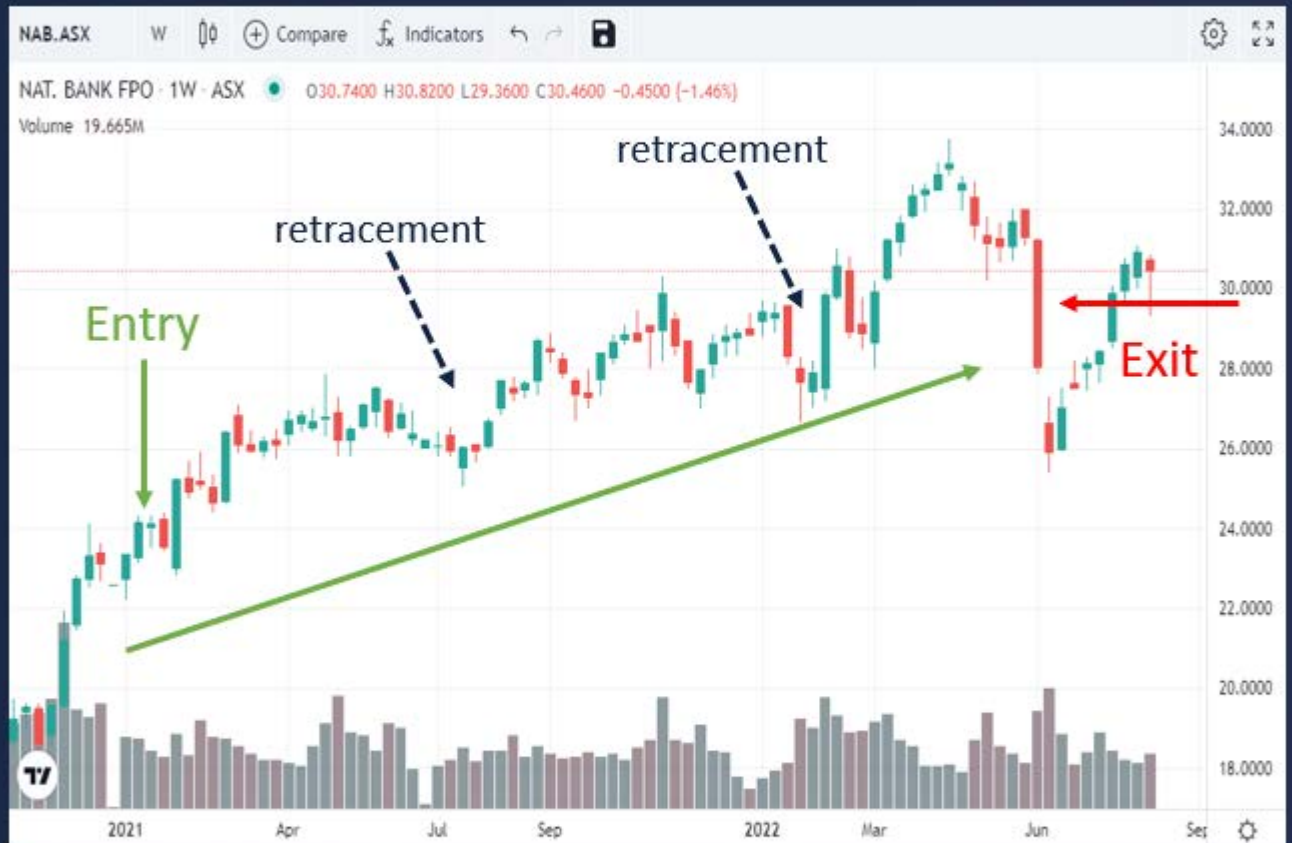 NAB.ASX W Compare fx Indicators
NAT. BANK FPO · 1W · ASX O30.7400 H30.8200 L29.3600 C30.4600 −0.4500 (−1.46%)
Volume 19.665M
34.0000
retracement
32.0000
retracement
30.0000
Entry
Exit
28.0000
26.0000
24.0000
22.0000
20.0000
18.0000
2021 Apr Jul Sep 2022 Mar Jun Sep